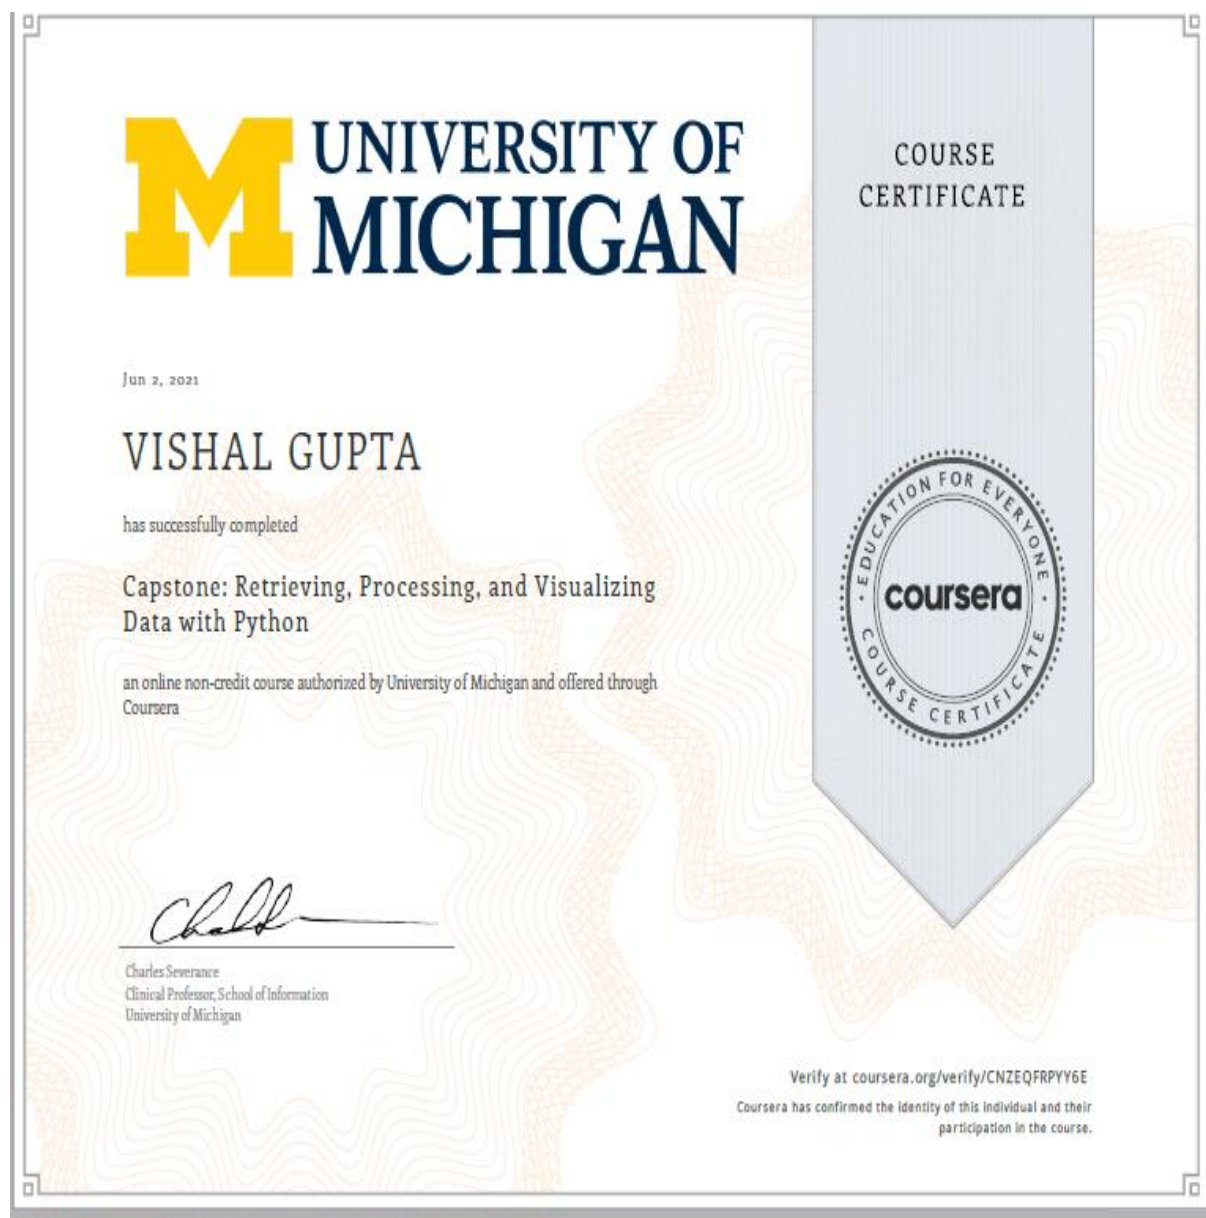 UNIVERSITY OF
MICHIGAN
COURSE
CERTIFICATE
Jun 2, 2021
VISHAL GUPTA
has successfully completed
Capstone: Retrieving, Processing, and Visualizing
Data with Python
an online non-credit course authorized by University of Michigan and offered through
Coursera
EDUCATION FOR EVERYONE
coursera
COURSE CERTIFICATE
Charles Severance
Clinical Professor, School of Information
University of Michigan
Verify at coursera.org/verify/CNZEQFRPYY6E
Coursera has confirmed the identity of this individual and their
participation in the course.